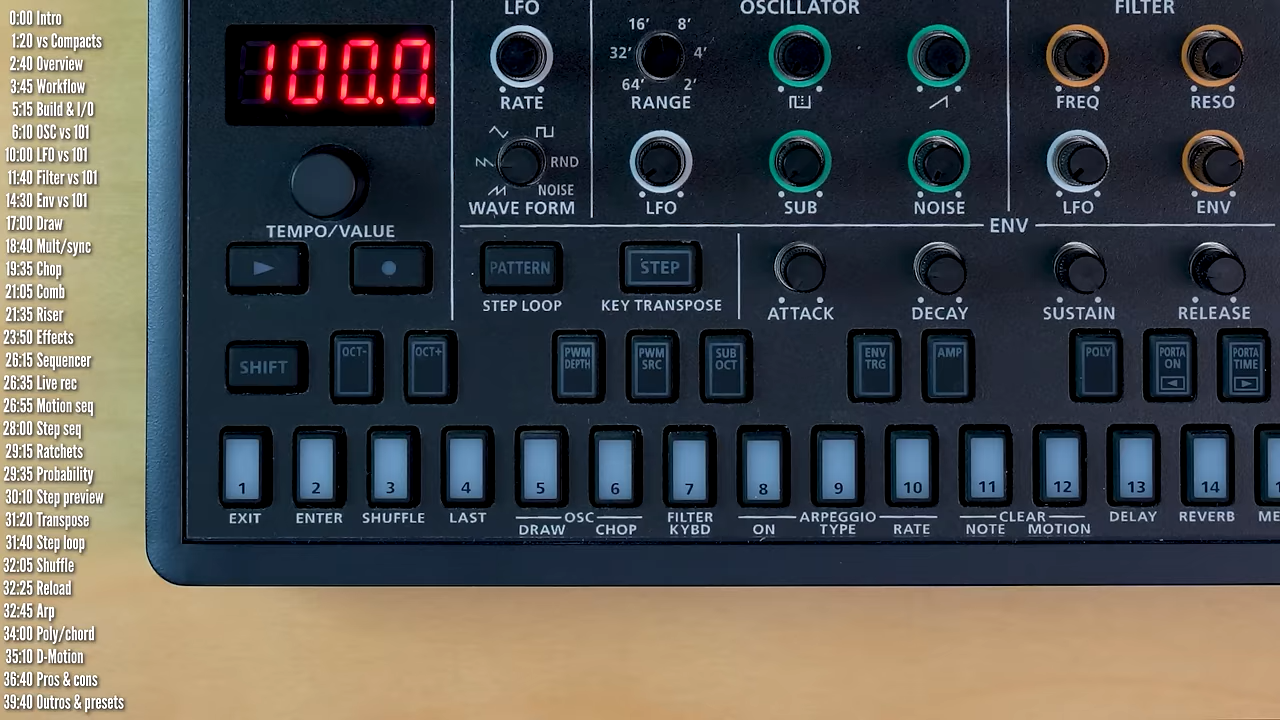 0:00 Intro
1:20 vs Compacts
2:40 Overview
3:45 Workflow
5:15 Build & I/O
6:10 OSC vs 101
10:00 LFO vs 101
11:40 Filter vs 101
14:30 Env vs 101
17:00 Draw
18:40 Mult/sync
19:35 Chop
21:05 Comb
21:35 Riser
23:50 Effects
26:15 Sequencer
26:35 Live rec
26:55 Motion seq
28:00 Step seq
29:15 Ratchets
29:35 Probability
30:10 Step preview
31:20 Transpose
31:40 Step loop
32:05 Shuffle
32:25 Reload
32:45 Arp
34:00 Poly/chord
35:10 D-Motion
36:40 Pros & cons
39:40 Outros & presets
100.0.
TEMPO/VALUE
LFO
RATE
RND
NOISE
WAVE FORM
OSCILLATOR
16' 8'
32' 4'
64' 2'
RANGE
LFO
SUB
NOISE
FILTER
FREQ
RESO
LFO
ENV
PATTERN
STEP LOOP
STEP
KEY TRANSPOSE
ENV
ATTACK
DECAY
SUSTAIN
RELEASE
SHIFT
OCT-
OCT+
PWM
DEPTH
PWM
SRC
SUB
OCT
ENV
TRG
AMP
POLY
PORTA
ON
PORTA
TIME
1 2 3 4 5 6 7 8 9 10 11 12 13 14
EXIT
ENTER
SHUFFLE
LAST
OSC
DRAW
CHOP
FILTER
KYBD
ARPEGGIO
ON
TYPE
RATE
CLEAR
NOTE
MOTION
DELAY
REVERB